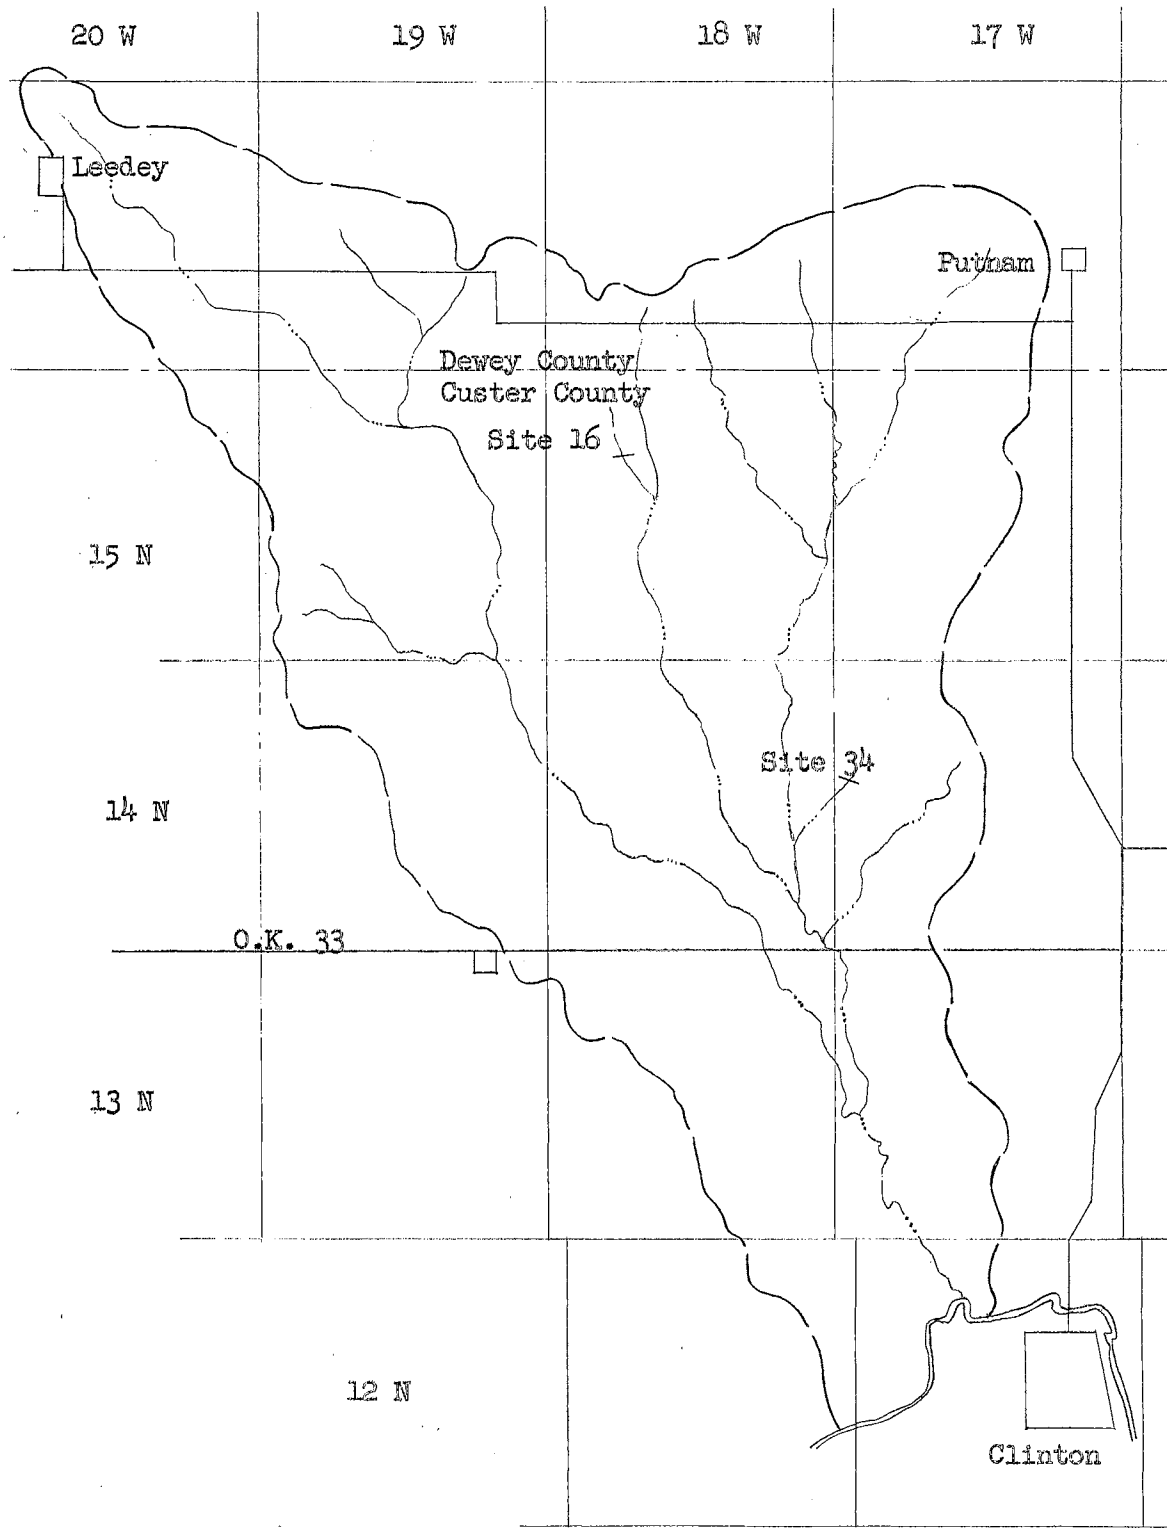 20 W
19 W
18 W
17 W
Leedey
Putnam
Dewey County
Custer County
Site 16
15 N
Site 34
14 N
O.K. 33
13 N
12 N
Clinton